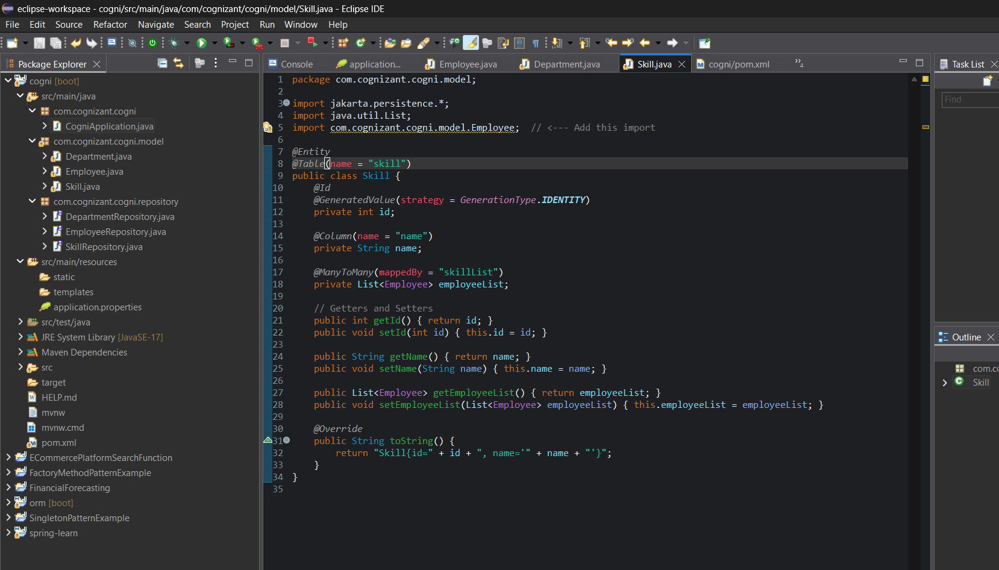 eclipse-workspace - cogni/src/main/java/com/cognizant/cogni/model/Skill.java - Eclipse IDE
File Edit Source Refactor Navigate Search Project Run Window Help
Package Explorer
cogni [boot]
src/main/java
com.cognizant.cogni
CogniApplication.java
com.cognizant.cogni.model
Department.java
Employee.java
Skill.java
com.cognizant.cogni.repository
DepartmentRepository.java
EmployeeRepository.java
SkillRepository.java
src/main/resources
static
templates
application.properties
src/test/java
JRE System Library [JavaSE-17]
Maven Dependencies
src
target
HELP.md
mvnw
mvnw.cmd
pom.xml
ECommercePlatformSearchFunction
FactoryMethodPatternExample
FinancialForecasting
orm [boot]
SingletonPatternExample
spring-learn
Console application... Employee.java Department.java Skill.java cogni/pom.xml »4
1 package com.cognizant.cogni.model;
2
3 import jakarta.persistence.*;
4 import java.util.List;
5 import com.cognizant.cogni.model.Employee;  // <--- Add this import
6
7 @Entity
8 @Table(name = "skill")
9 public class Skill {
10     @Id
11     @GeneratedValue(strategy = GenerationType.IDENTITY)
12     private int id;
13
14     @Column(name = "name")
15     private String name;
16
17     @ManyToMany(mappedBy = "skillList")
18     private List<Employee> employeeList;
19
20     // Getters and Setters
21     public int getId() { return id; }
22     public void setId(int id) { this.id = id; }
23
24     public String getName() { return name; }
25     public void setName(String name) { this.name = name; }
26
27     public List<Employee> getEmployeeList() { return employeeList; }
28     public void setEmployeeList(List<Employee> employeeList) { this.employeeList = employeeList; }
29
30     @Override
31     public String toString() {
32         return "Skill{id=" + id + ", name='" + name + "'}";
33     }
34 }
35
Task List
Find
Outline
com.co
Skill